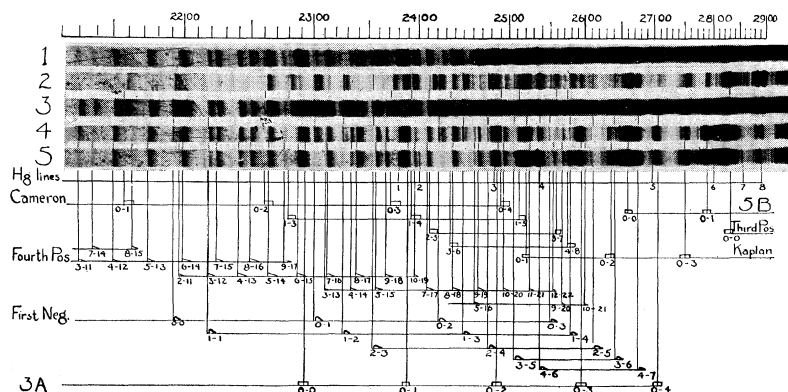 2200 2300 2400 2500 2600 2700 2800 2900
1
2
3
4
5
Hg lines 1 2 3 4 5 6 7 8
Cameron 0-1 0-2 1-3 0-3 1-4 0-4 1-5 0-0 0-1 5B
2-5 3-7 0-0 Third Pos
3-6 4-8 0-1 0-2 0-3 Kaplan
7-14 8-15
Fourth Pos 3-11 4-12 5-13 6-14 7-15 8-16 9-17
2-11 3-12 4-13 5-14 6-15 7-16 8-17 9-18 10-19
3-13 4-14 5-15 7-17 8-18 9-19 10-20 11-21 12-22
5-16 9-20 10-21
First Neg. 0-0 0-1 0-2 0-3
1-1 1-2 1-3 1-4
2-3 2-4 2-5
3-5 3-6
4-6 4-7
3A 0-0 0-1 0-2 0-3 0-4